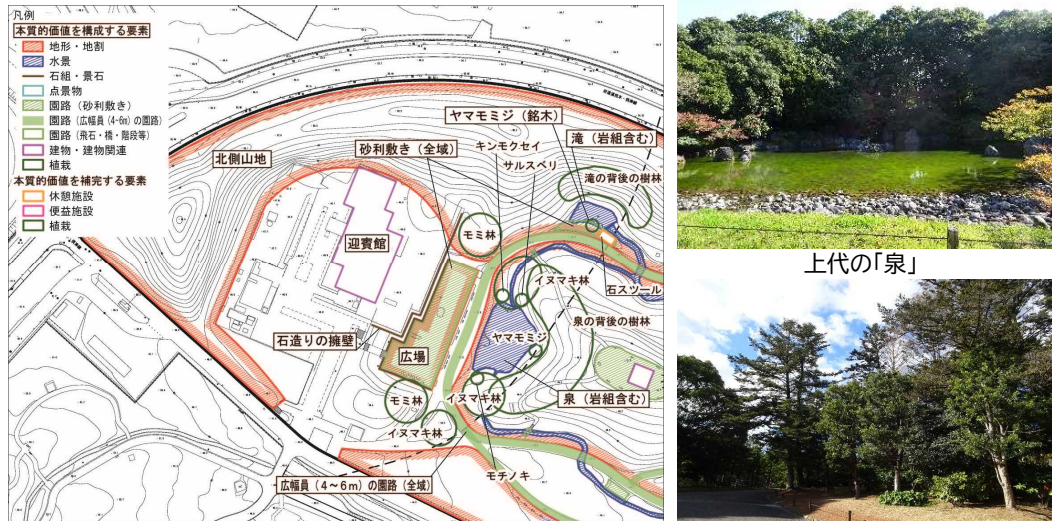 凡例
本質的価値を構成する要素
地形・地割
水景
石組・景石
点景物
園路（砂利敷き）
園路（広幅員(4-6m)の園路）
園路（飛石・橋・階段等）
建物・建物関連
植栽
本質的価値を補完する要素
休憩施設
便益施設
植栽
北側山地
砂利敷き（全域）
ヤマモミジ（銘木）
キンモクセイ
サルスベリ
滝（岩組含む）
滝の背後の樹林
モミ林
迎賓館
石スツール
イヌマキ林
泉の背後の樹林
ヤマモミジ
石造りの擁壁
広場
泉（岩組含む）
モミ林
イヌマキ林
イヌマキ林
モチノキ
広幅員（4～6m）の園路（全域）
上代の「泉」